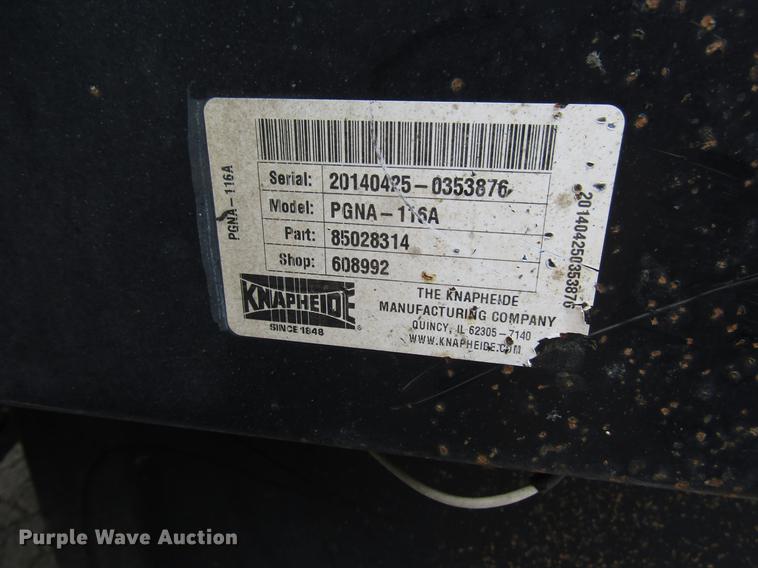 PGNA-116A
Serial: 20140425-0353876
Model: PGNA-116A
Part: 85028314
Shop: 608992
201404250353876
KNAPHEIDE
SINCE 1848
THE KNAPHEIDE
MANUFACTURING COMPANY
QUINCY, IL 62305-7140
WWW.KNAPHEIDE.COM
Purple Wave Auction